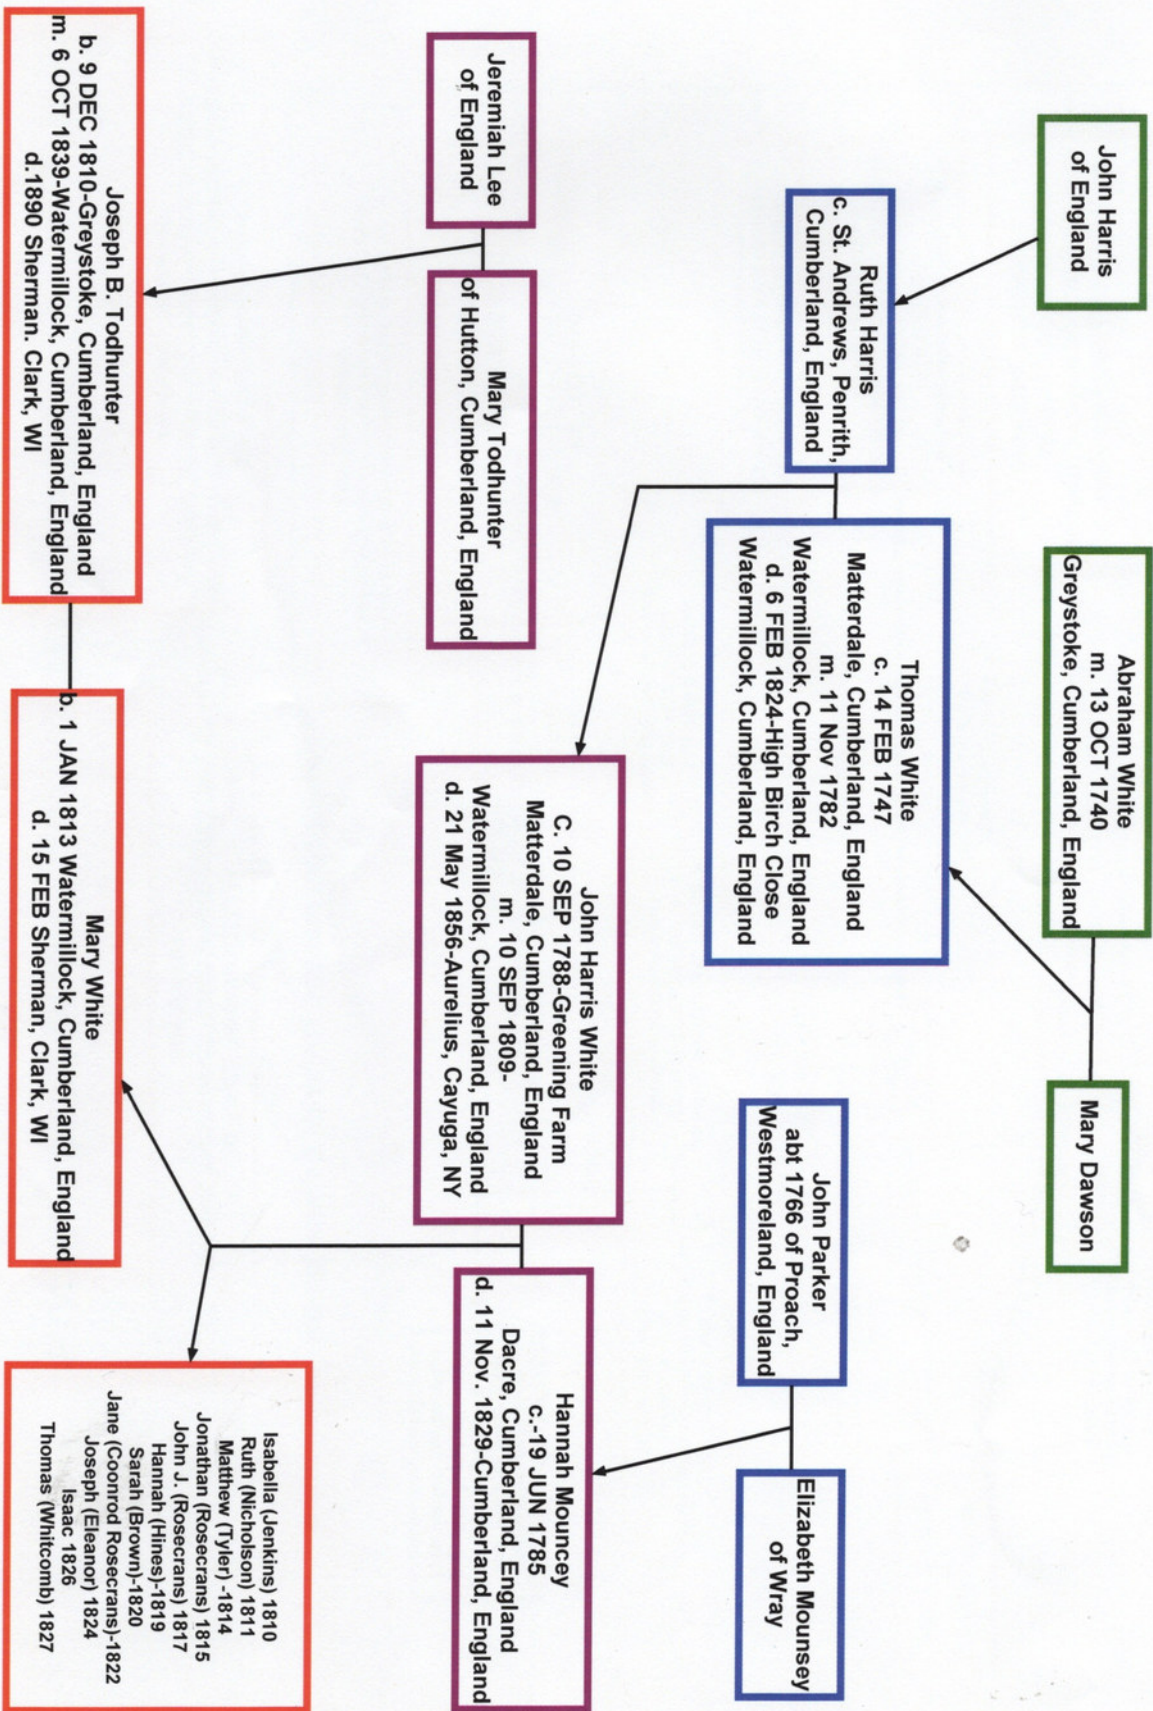 John Harris
of England
Abraham White
m. 13 OCT 1740
Greystoke, Cumberland, England
Mary Dawson
Ruth Harris
c. St. Andrews, Penrith,
Cumberland, England
Thomas White
c. 14 FEB 1747
Matterdale, Cumberland, England
m. 11 Nov 1782
Watermillock, Cumberland, England
d. 6 FEB 1824-High Birch Close
Watermillock, Cumberland, England
John Parker
abt 1766 of Proach,
Westmoreland, England
Elizabeth Mounsey
of Wray
Jeremiah Lee
of England
Mary Todhunter
of Hutton, Cumberland, England
John Harris White
C. 10 SEP 1788-Greening Farm
Matterdale, Cumberland, England
m. 10 SEP 1809-
Watermillock, Cumberland, England
d. 21 May 1856-Aurelius, Cayuga, NY
Hannah Mouncey
c.-19 JUN 1785
Dacre, Cumberland, England
d. 11 Nov. 1829-Cumberland, England
Joseph B. Todhunter
b. 9 DEC 1810-Greystoke, Cumberland, England
m. 6 OCT 1839-Watermillock, Cumberland, England
d.1890 Sherman. Clark, WI
Mary White
b. 1 JAN 1813 Watermillock, Cumberland, England
d. 15 FEB Sherman, Clark, WI
Isabella (Jenkins) 1810
Ruth (Nicholson) 1811
Matthew (Tyler) -1814
Jonathan (Rosecrans) 1815
John J. (Rosecrans) 1817
Hannah (Hines)-1819
Sarah (Brown)-1820
Jane (Coonrod Rosecrans)-1822
Joseph (Eleanor) 1824
Isaac 1826
Thomas (Whitcomb) 1827